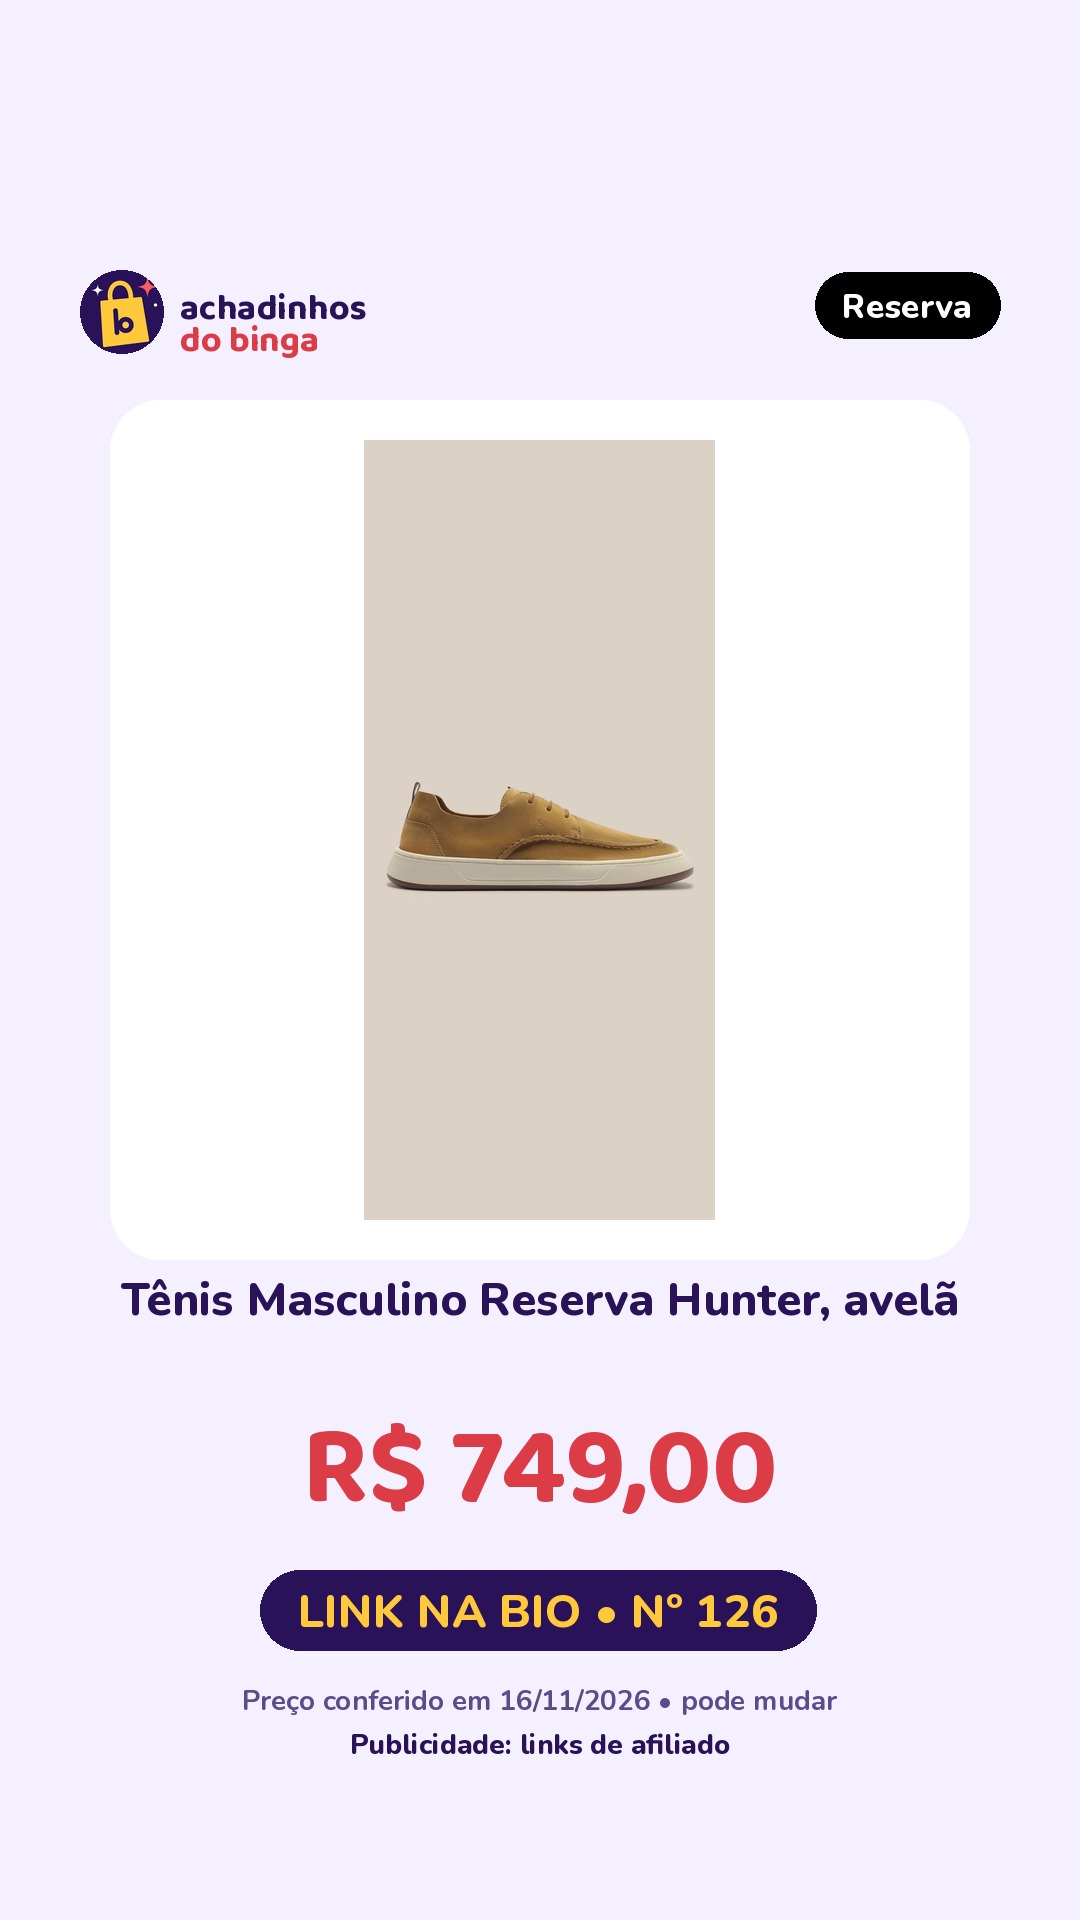 achadinhos
do binga
Reserva
b
Tênis Masculino Reserva Hunter, avelã
R$ 749,00
LINK NA BIO • Nº 126
Preço conferido em 16/11/2026 • pode mudar
Publicidade: links de afiliado